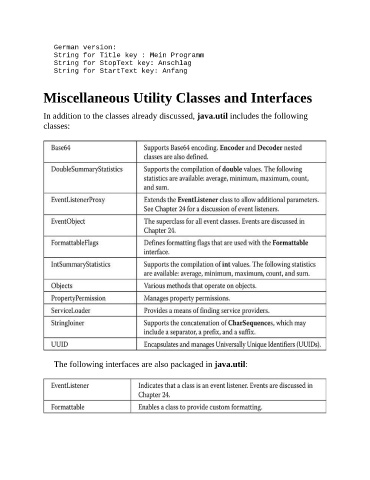 German version:
String for Title key : Mein Programm
String for StopText key: Anschlag
String for StartText key: Anfang
Miscellaneous Utility Classes and Interfaces
In addition to the classes already discussed, java.util includes the following
classes:
Base64 Supports Base64 encoding. Encoder and Decoder nested
classes are also defined.
DoubleSummaryStatistics Supports the compilation of double values. The following
statistics are available: average, minimum, maximum, count,
and sum.
EventListenerProxy Extends the EventListener class to allow additional parameters.
See Chapter 24 for a discussion of event listeners.
EventObject The superclass for all event classes. Events are discussed in
Chapter 24.
FormattableFlags Defines formatting flags that are used with the Formattable
interface.
IntSummaryStatistics Supports the compilation of int values. The following statistics
are available: average, minimum, maximum, count, and sum.
Objects Various methods that operate on objects.
PropertyPermission Manages property permissions.
ServiceLoader Provides a means of finding service providers.
StringJoiner Supports the concatenation of CharSequences, which may
include a separator, a prefix, and a suffix.
UUID Encapsulates and manages Universally Unique Identifiers (UUIDs).
The following interfaces are also packaged in java.util:
EventListener Indicates that a class is an event listener. Events are discussed in
Chapter 24.
Formattable Enables a class to provide custom formatting.